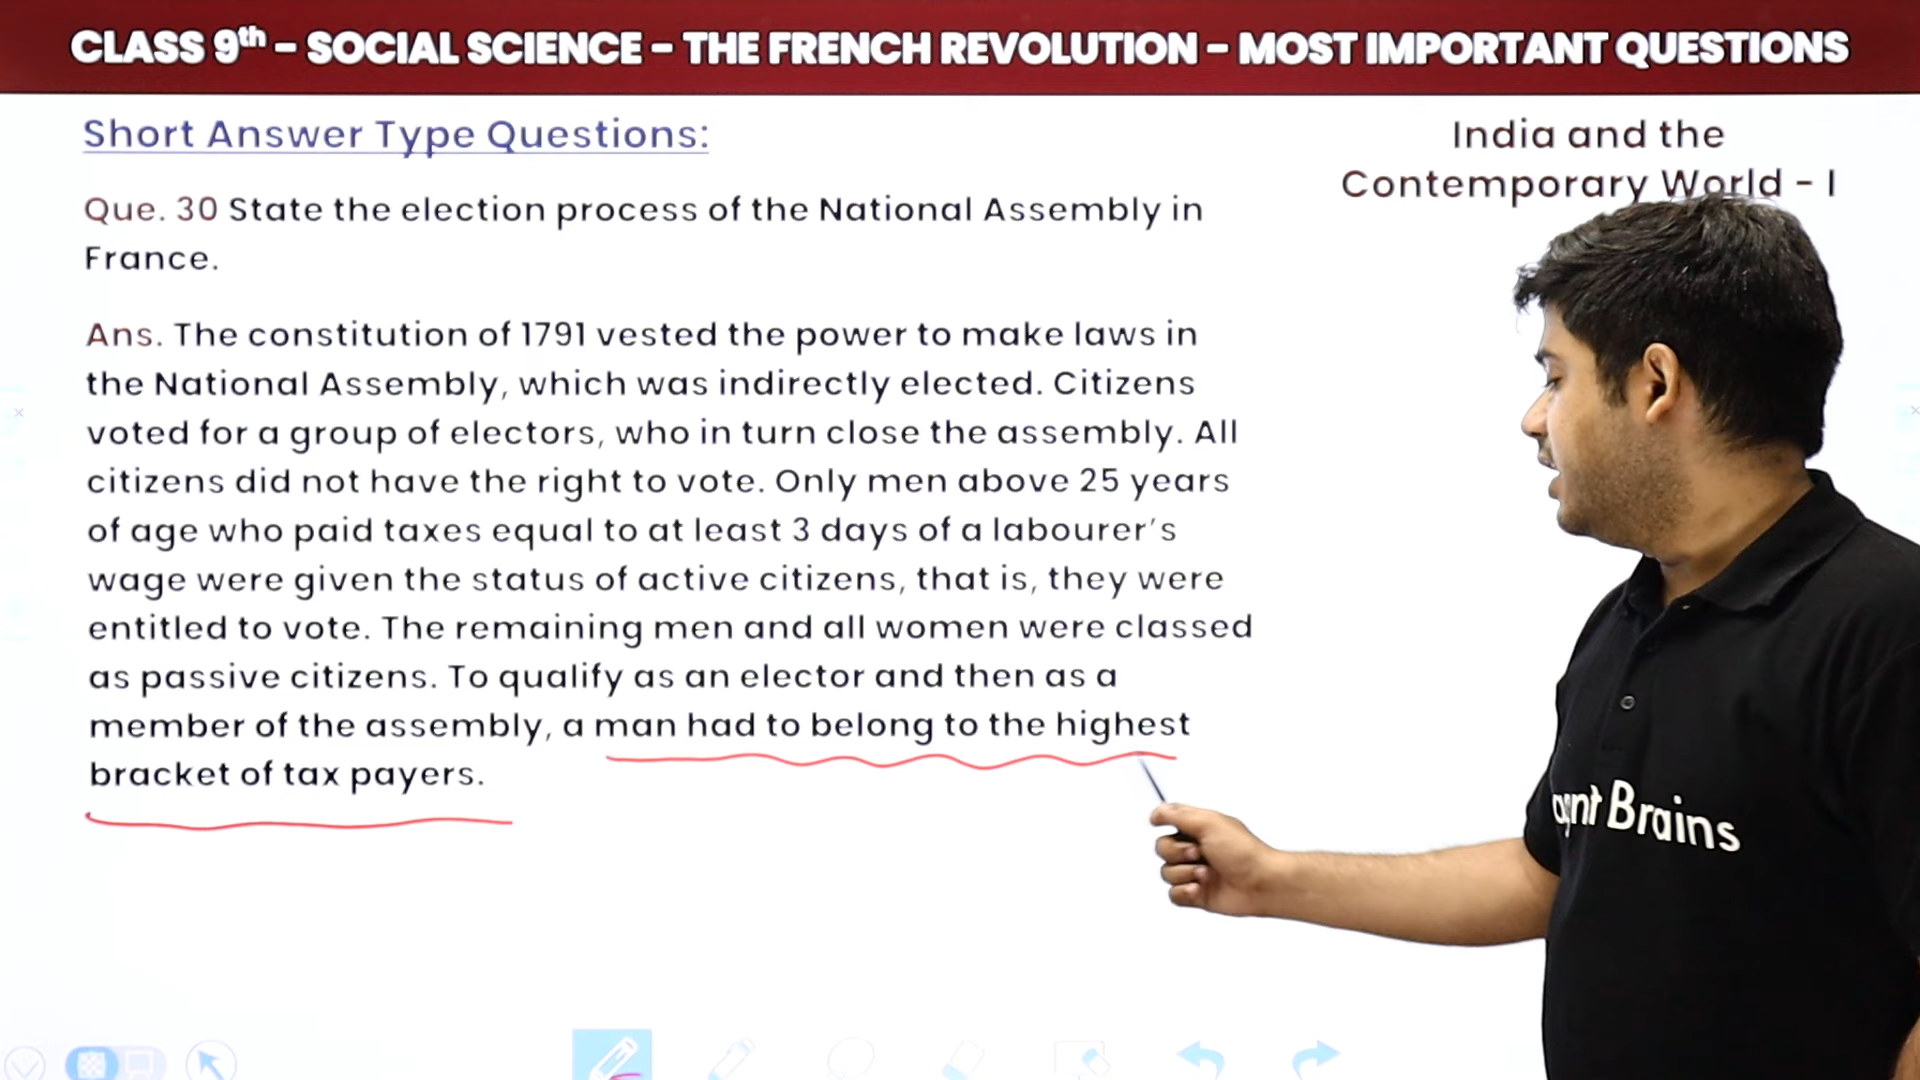 CLASS 9th – SOCIAL SCIENCE – THE FRENCH REVOLUTION – MOST IMPORTANT QUESTIONS
Short Answer Type Questions:
India and the
Contemporary World - I
Que. 30 State the election process of the National Assembly in
France.
Ans. The constitution of 1791 vested the power to make laws in
the National Assembly, which was indirectly elected. Citizens
voted for a group of electors, who in turn close the assembly. All
citizens did not have the right to vote. Only men above 25 years
of age who paid taxes equal to at least 3 days of a labourer's
wage were given the status of active citizens, that is, they were
entitled to vote. The remaining men and all women were classed
as passive citizens. To qualify as an elector and then as a
member of the assembly, a man had to belong to the highest
bracket of tax payers.
Brains